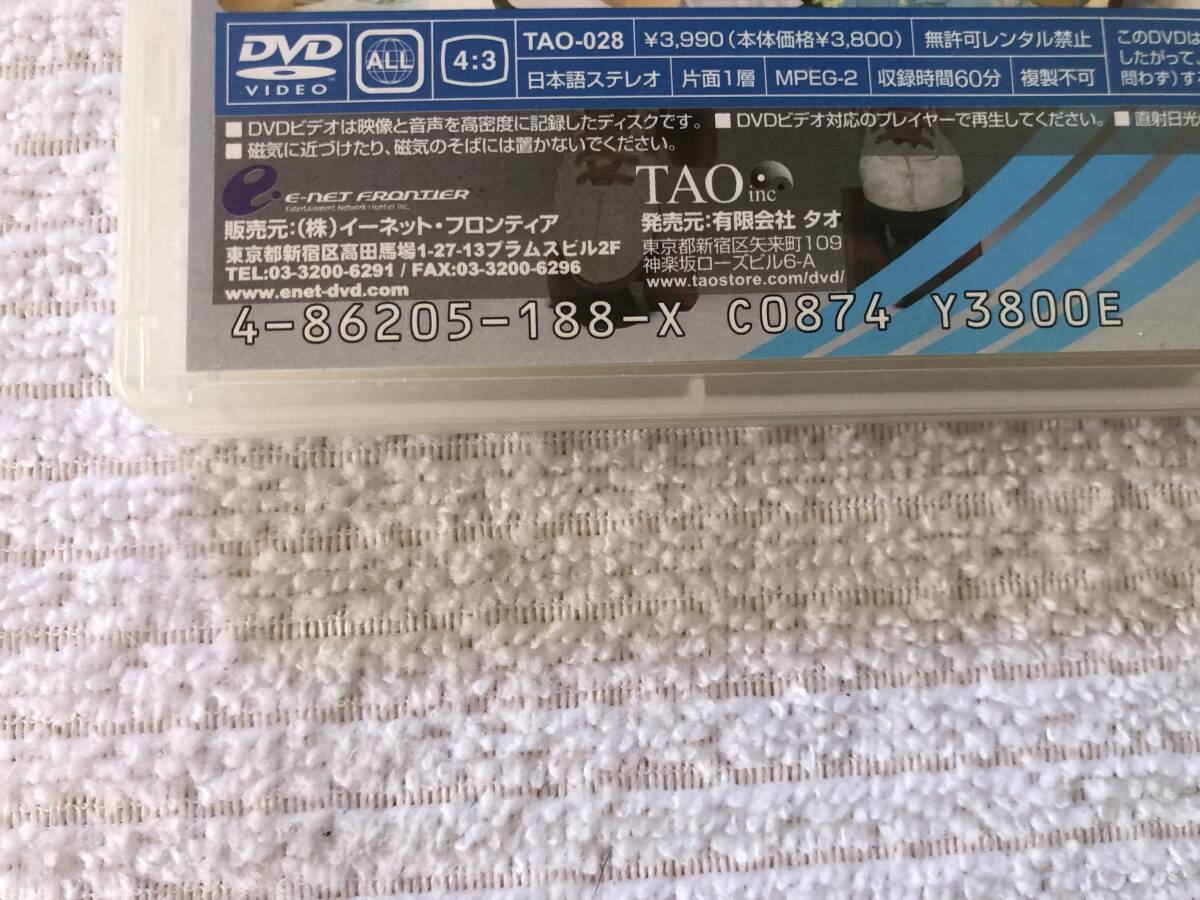 DVD VIDEO ALL 4:3 TAO-028 ¥3,990(本体価格¥3,800) 無許可レンタル禁止
日本語ステレオ 片面1層 MPEG-2 収録時間60分 複製不可
このDVDは
したがって、
問わず)す
■DVDビデオは映像と音声を高密度に記録したディスクです。■DVDビデオ対応のプレイヤーで再生してください。■直射日光
■磁気に近づけたり、磁気のそばには置かないでください。
e E-NET FRONTIER
Entertainment Network Frontier Inc.
販売元:(株)イーネット・フロンティア
東京都新宿区高田馬場1-27-13プラムスビル2F
TEL:03-3200-6291 / FAX:03-3200-6296
www.enet-dvd.com
TAO inc
発売元:有限会社 タオ
東京都新宿区矢来町109
神楽坂ローズビル6-A
www.taostore.com/dvd/
4-86205-188-X C0874 Y3800E